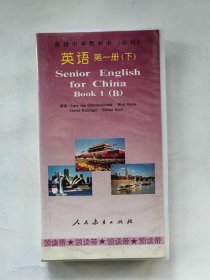 高级中学教科书（必修）
英语 第一册（下）
Senior English
for China
Book 1 (B)
人民教育出版社
领读带★领读带★领读带★领读带